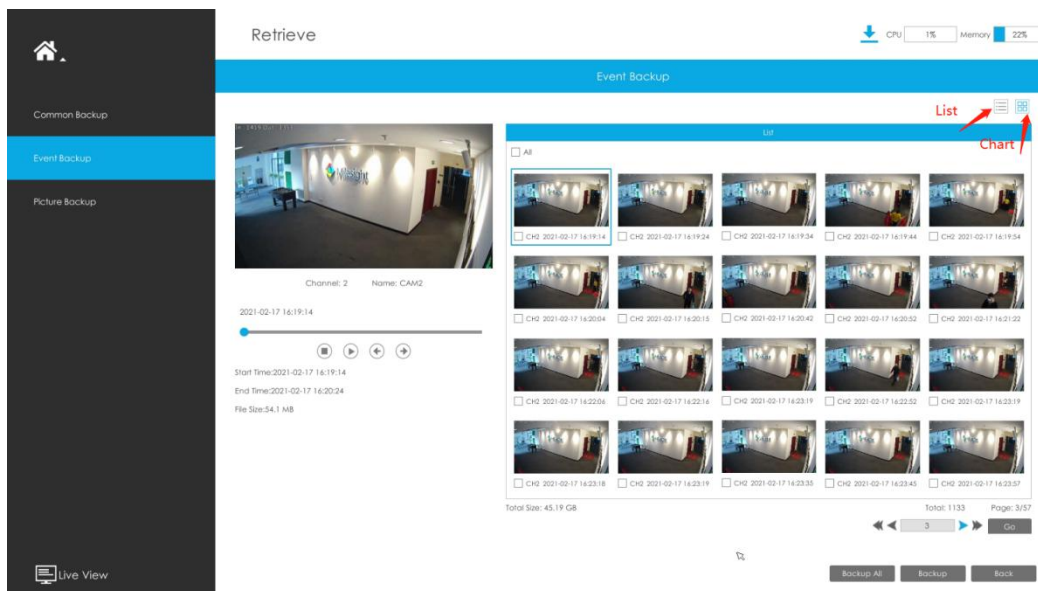 Retrieve
CPU 1% Memory 22%
Event Backup
Common Backup
Event Backup
Picture Backup
Live View
List
Chart
Milesight
Channel: 2 Name: CAM2
2021-02-17 16:19:14
Start Time:2021-02-17 16:19:14
End Time:2021-02-17 16:20:24
File Size:54.1 MB
List
All
CH2 2021-02-17 16:19:14 CH2 2021-02-17 16:19:24 CH2 2021-02-17 16:19:34 CH2 2021-02-17 16:19:44 CH2 2021-02-17 16:19:54
CH2 2021-02-17 16:20:04 CH2 2021-02-17 16:20:15 CH2 2021-02-17 16:20:42 CH2 2021-02-17 16:20:52 CH2 2021-02-17 16:21:22
CH2 2021-02-17 16:22:06 CH2 2021-02-17 16:22:16 CH2 2021-02-17 16:23:19 CH2 2021-02-17 16:22:52 CH2 2021-02-17 16:23:19
CH2 2021-02-17 16:23:18 CH2 2021-02-17 16:23:19 CH2 2021-02-17 16:23:35 CH2 2021-02-17 16:23:45 CH2 2021-02-17 16:23:57
Total Size: 45.19 GB
Total: 1133 Page: 3/57
3 Go
Backup All Backup Back